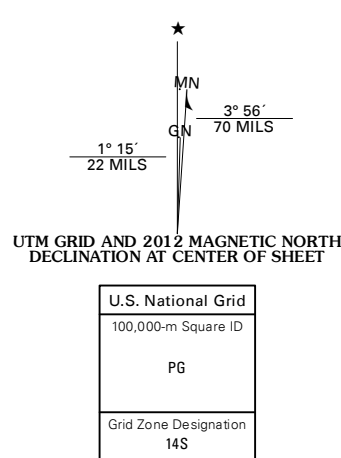 ★
MN
3° 56´
70 MILS
GN
1° 15´
22 MILS
UTM GRID AND 2012 MAGNETIC NORTH
DECLINATION AT CENTER OF SHEET
U.S. National Grid
100,000-m Square ID
PG
Grid Zone Designation
14S